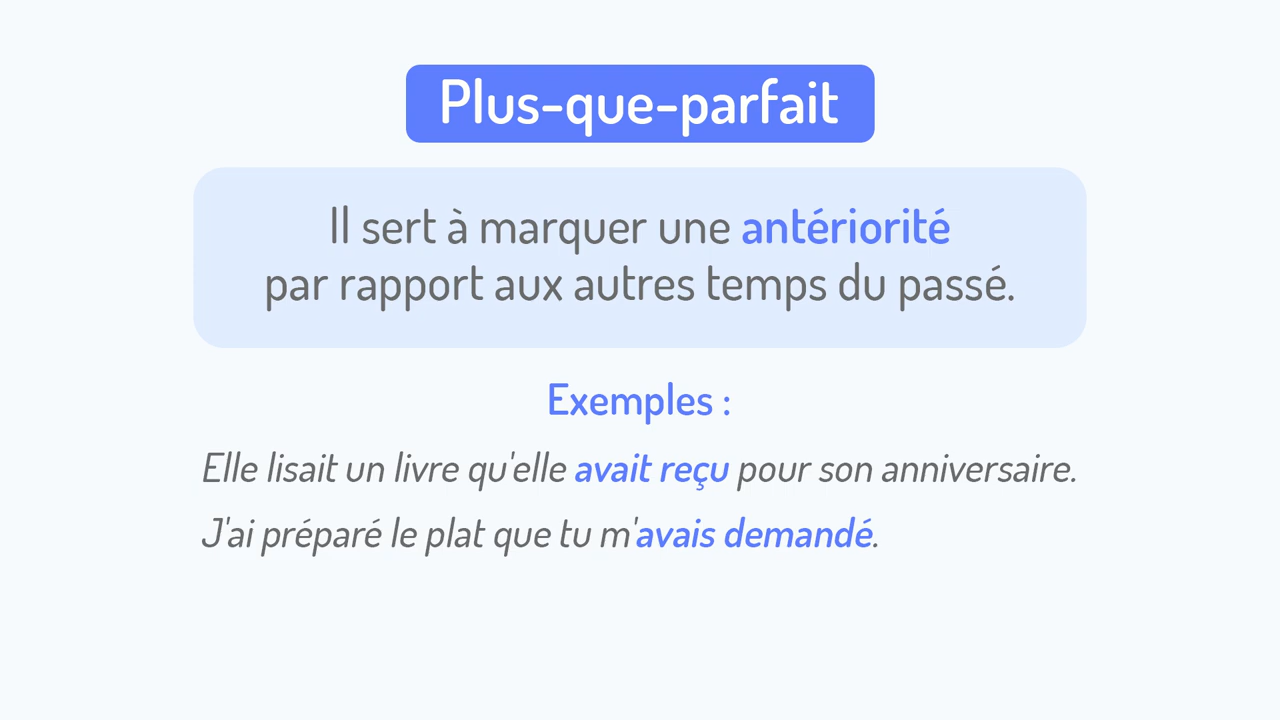 Plus-que-parfait
Il sert à marquer une antériorité
par rapport aux autres temps du passé.
Exemples :
Elle lisait un livre qu'elle avait reçu pour son anniversaire.
J'ai préparé le plat que tu m'avais demandé.